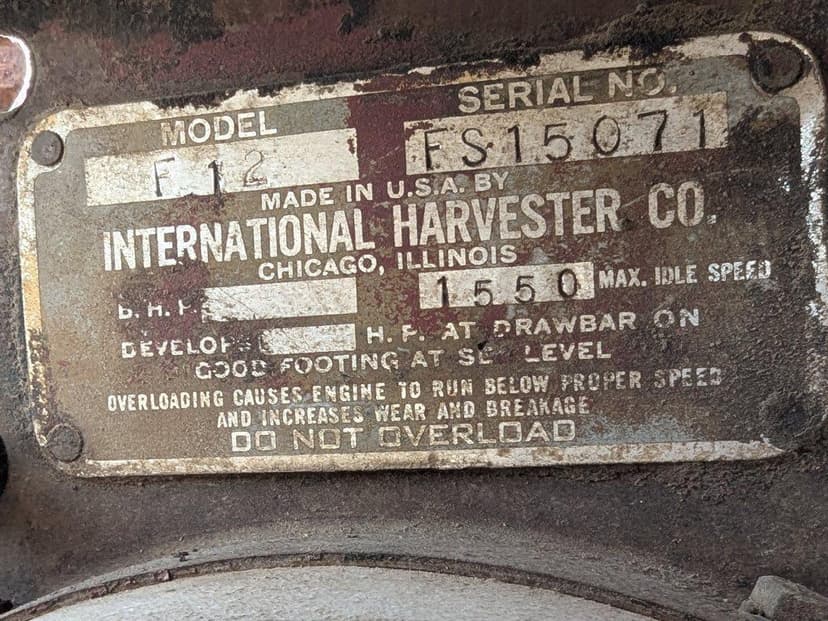 MODEL SERIAL NO.
F 12 FS15071
MADE IN U.S.A. BY
INTERNATIONAL HARVESTER CO.
CHICAGO, ILLINOIS
B. H. P. 1550 MAX. IDLE SPEED
DEVELOPS H. P. AT DRAWBAR ON
GOOD FOOTING AT SEA LEVEL
OVERLOADING CAUSES ENGINE TO RUN BELOW PROPER SPEED
AND INCREASES WEAR AND BREAKAGE
DO NOT OVERLOAD